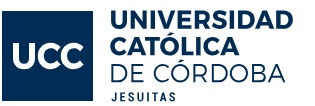 UCC
UNIVERSIDAD
CATÓLICA
DE CÓRDOBA
JESUITAS